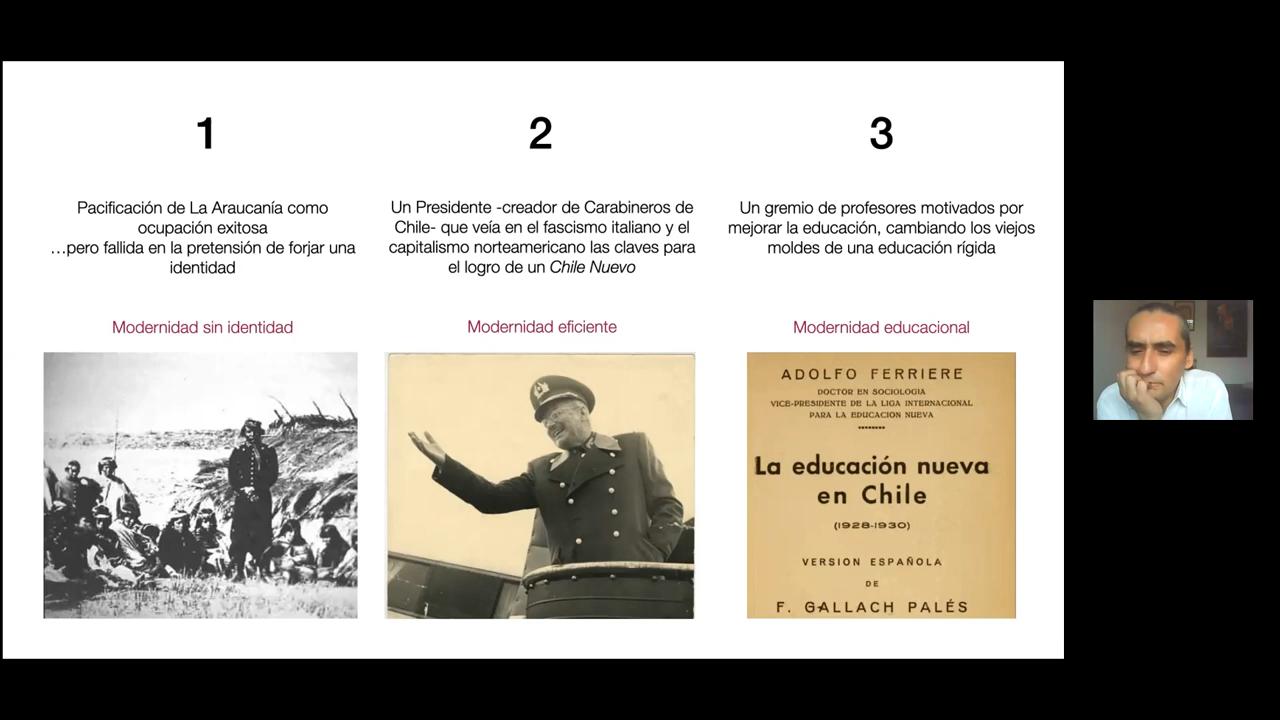 1
Pacificación de La Araucanía como
ocupación exitosa
…pero fallida en la pretensión de forjar una
identidad
Modernidad sin identidad
2
Un Presidente -creador de Carabineros de
Chile- que veía en el fascismo italiano y el
capitalismo norteamericano las claves para
el logro de un Chile Nuevo
Modernidad eficiente
3
Un gremio de profesores motivados por
mejorar la educación, cambiando los viejos
moldes de una educación rígida
Modernidad educacional
ADOLFO FERRIERE
DOCTOR EN SOCIOLOGIA
VICE-PRESIDENTE DE LA LIGA INTERNACIONAL
PARA LA EDUCACION NUEVA
La educación nueva
en Chile
(1928-1930)
VERSION ESPAÑOLA
DE
F. GALLACH PALÉS